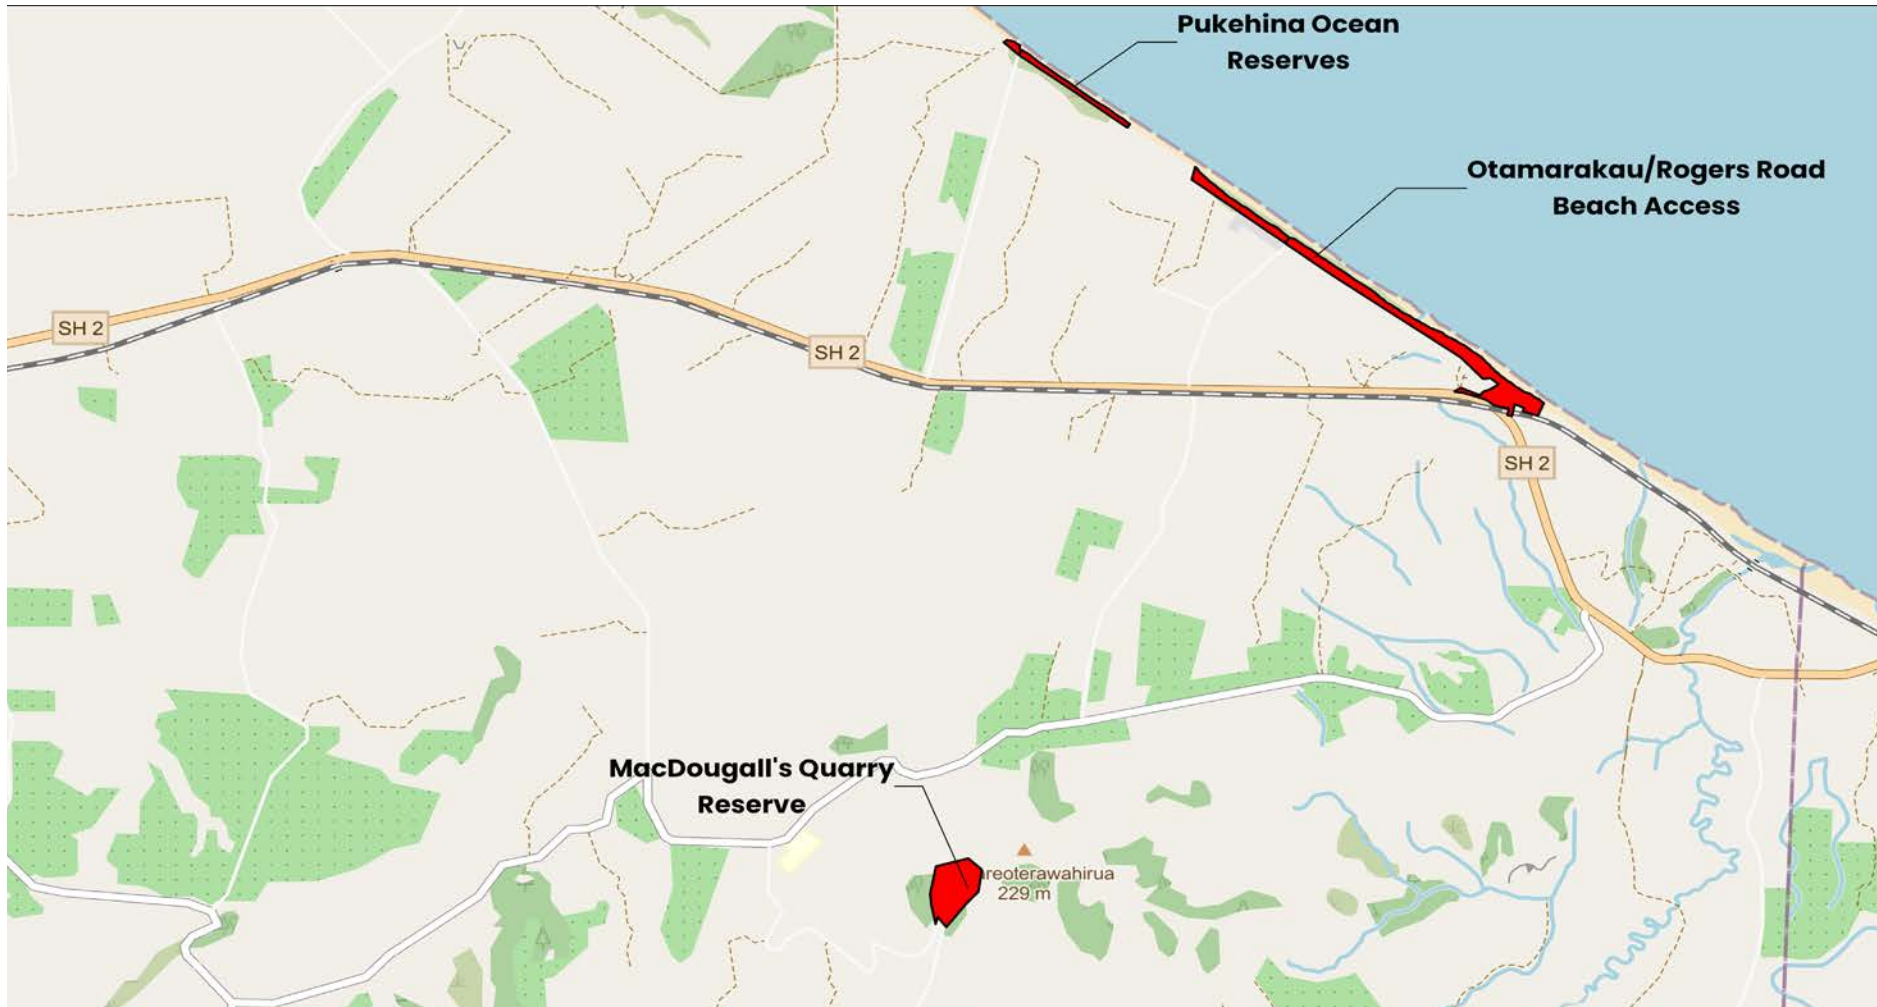 Pukehina Ocean
Reserves
Otamarakau/Rogers Road
Beach Access
SH 2
SH 2
SH 2
MacDougall's Quarry
Reserve
reoterawahirua
229 m